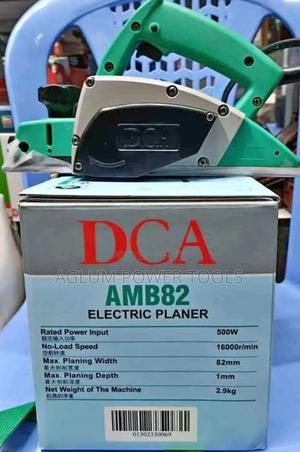 DCA
DCA
AGLUM POWER TOOLS
AMB82
ELECTRIC PLANER
Rated Power Input 500W
额定输入功率
No-Load Speed 16000r/min
空载转速
Max. Planing Width 82mm
最大刨削宽度
Max. Planing Depth 1mm
最大刨削深度
Net Weight of The Machine 2.9kg
机器的净重
01302330069